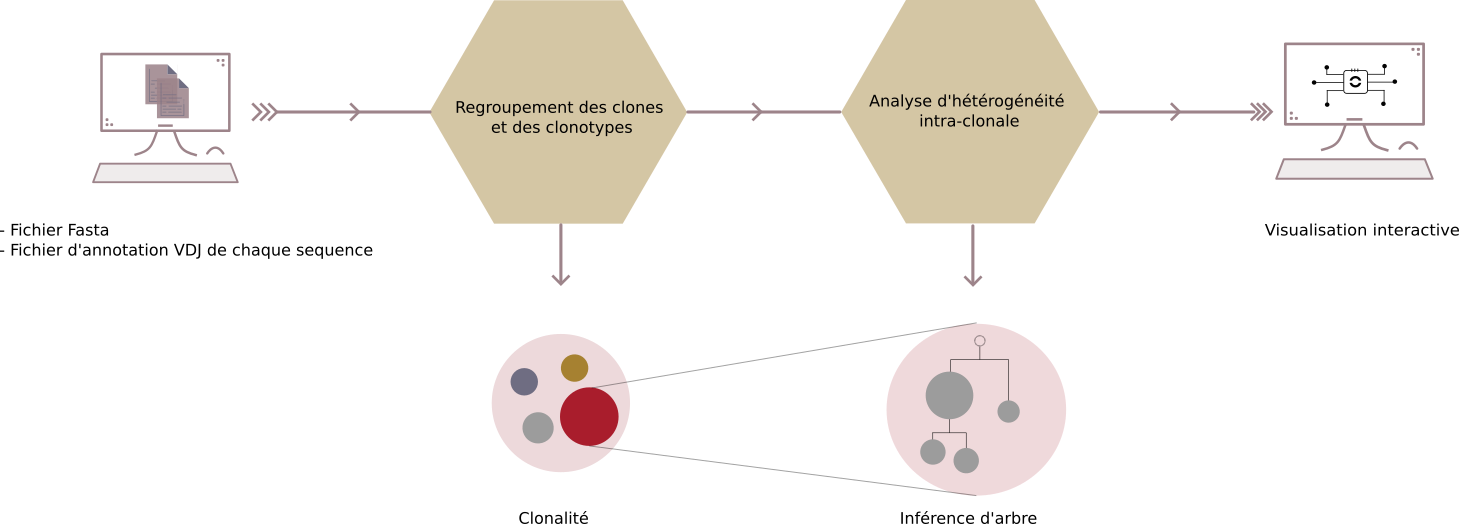 Regroupement des clones
et des clonotypes
Analyse d'hétérogénéité
intra-clonale
- Fichier Fasta
- Fichier d'annotation VDJ de chaque sequence
Visualisation interactive
Clonalité
Inférence d'arbre